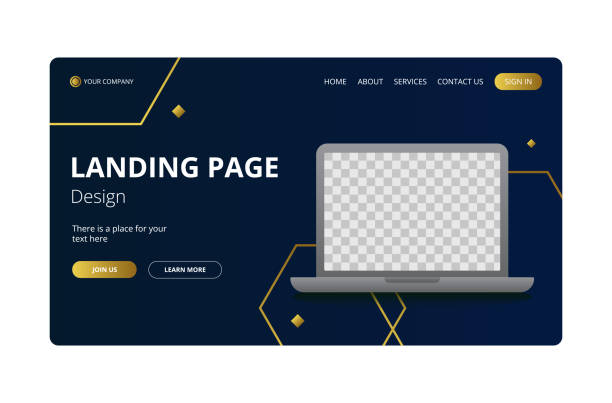 YOUR COMPANY
HOME ABOUT SERVICES CONTACT US SIGN IN
LANDING PAGE
Design
There is a place for your
text here
JOIN US LEARN MORE